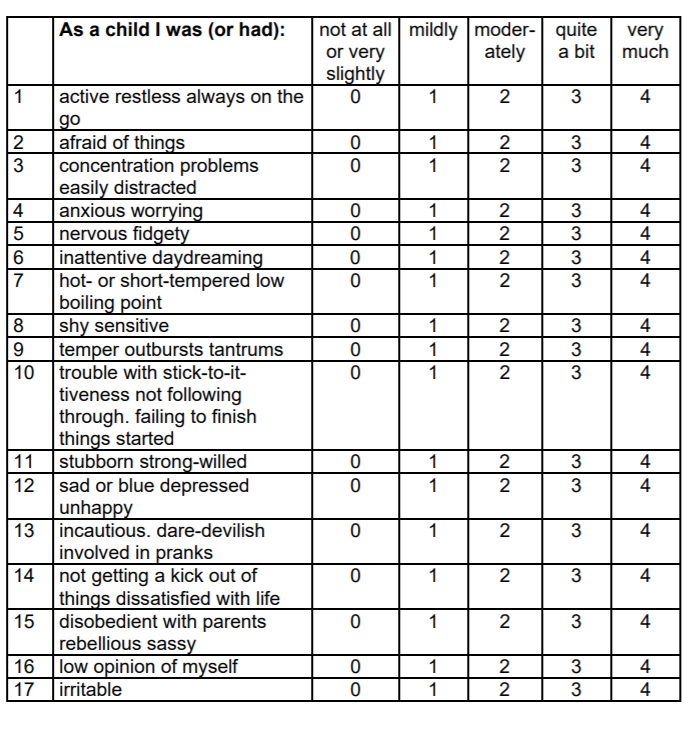 As a child I was (or had): not at all or very slightly mildly moder-ately quite a bit very much
1 active restless always on the go 0 1 2 3 4
2 afraid of things 0 1 2 3 4
3 concentration problems easily distracted 0 1 2 3 4
4 anxious worrying 0 1 2 3 4
5 nervous fidgety 0 1 2 3 4
6 inattentive daydreaming 0 1 2 3 4
7 hot- or short-tempered low boiling point 0 1 2 3 4
8 shy sensitive 0 1 2 3 4
9 temper outbursts tantrums 0 1 2 3 4
10 trouble with stick-to-it-tiveness not following through. failing to finish things started 0 1 2 3 4
11 stubborn strong-willed 0 1 2 3 4
12 sad or blue depressed unhappy 0 1 2 3 4
13 incautious. dare-devilish involved in pranks 0 1 2 3 4
14 not getting a kick out of things dissatisfied with life 0 1 2 3 4
15 disobedient with parents rebellious sassy 0 1 2 3 4
16 low opinion of myself 0 1 2 3 4
17 irritable 0 1 2 3 4